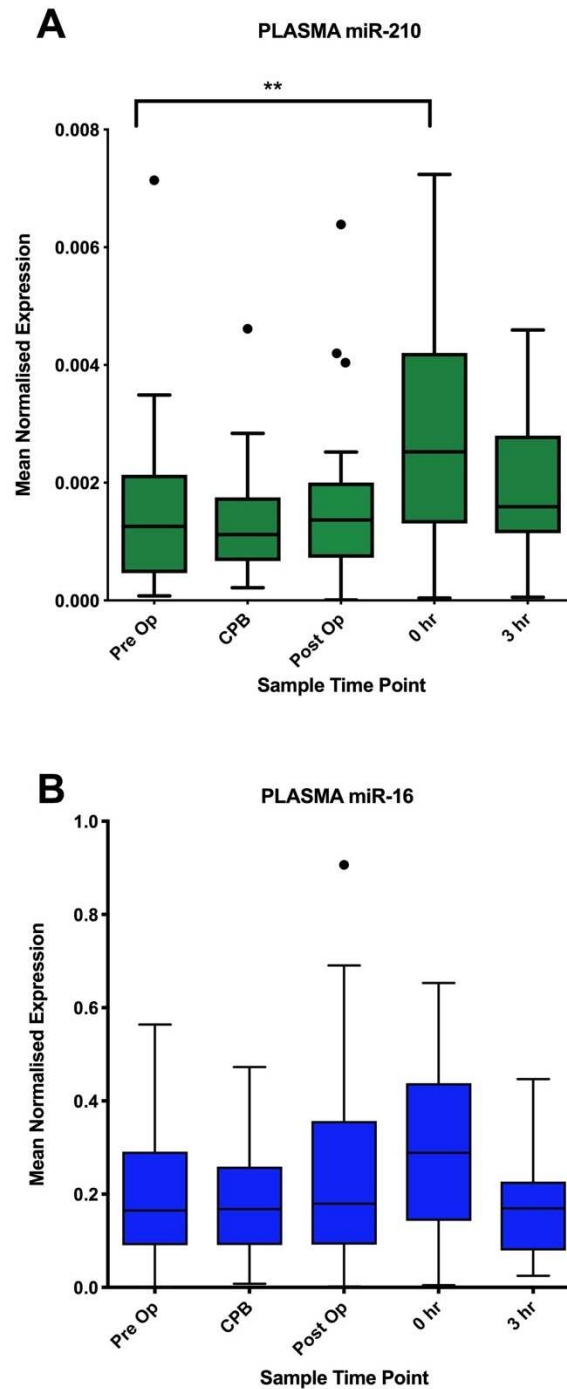 A
PLASMA miR-210
**
0.008
0.006
0.004
0.002
0.000
Mean Normalised Expression
Pre Op
CPB
Post Op
0 hr
3 hr
Sample Time Point
B
PLASMA miR-16
1.0
0.8
0.6
0.4
0.2
0.0
Mean Normalised Expression
Pre Op
CPB
Post Op
0 hr
3 hr
Sample Time Point